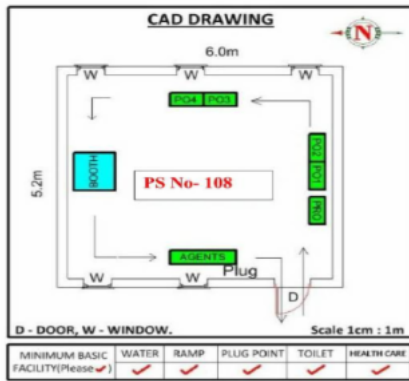 CAD DRAWING
N
6.0m
W W W
PO4 PO3
5.2m
BOOTH
PS No- 108
PO2
PO1
PRO
AGENTS
Plug
W W
D
D - DOOR, W - WINDOW. Scale 1cm : 1m
MINIMUM BASIC FACILITY(Please✔) WATER RAMP PLUG POINT TOILET HEALTH CARE
✔ ✔ ✔ ✔ ✔